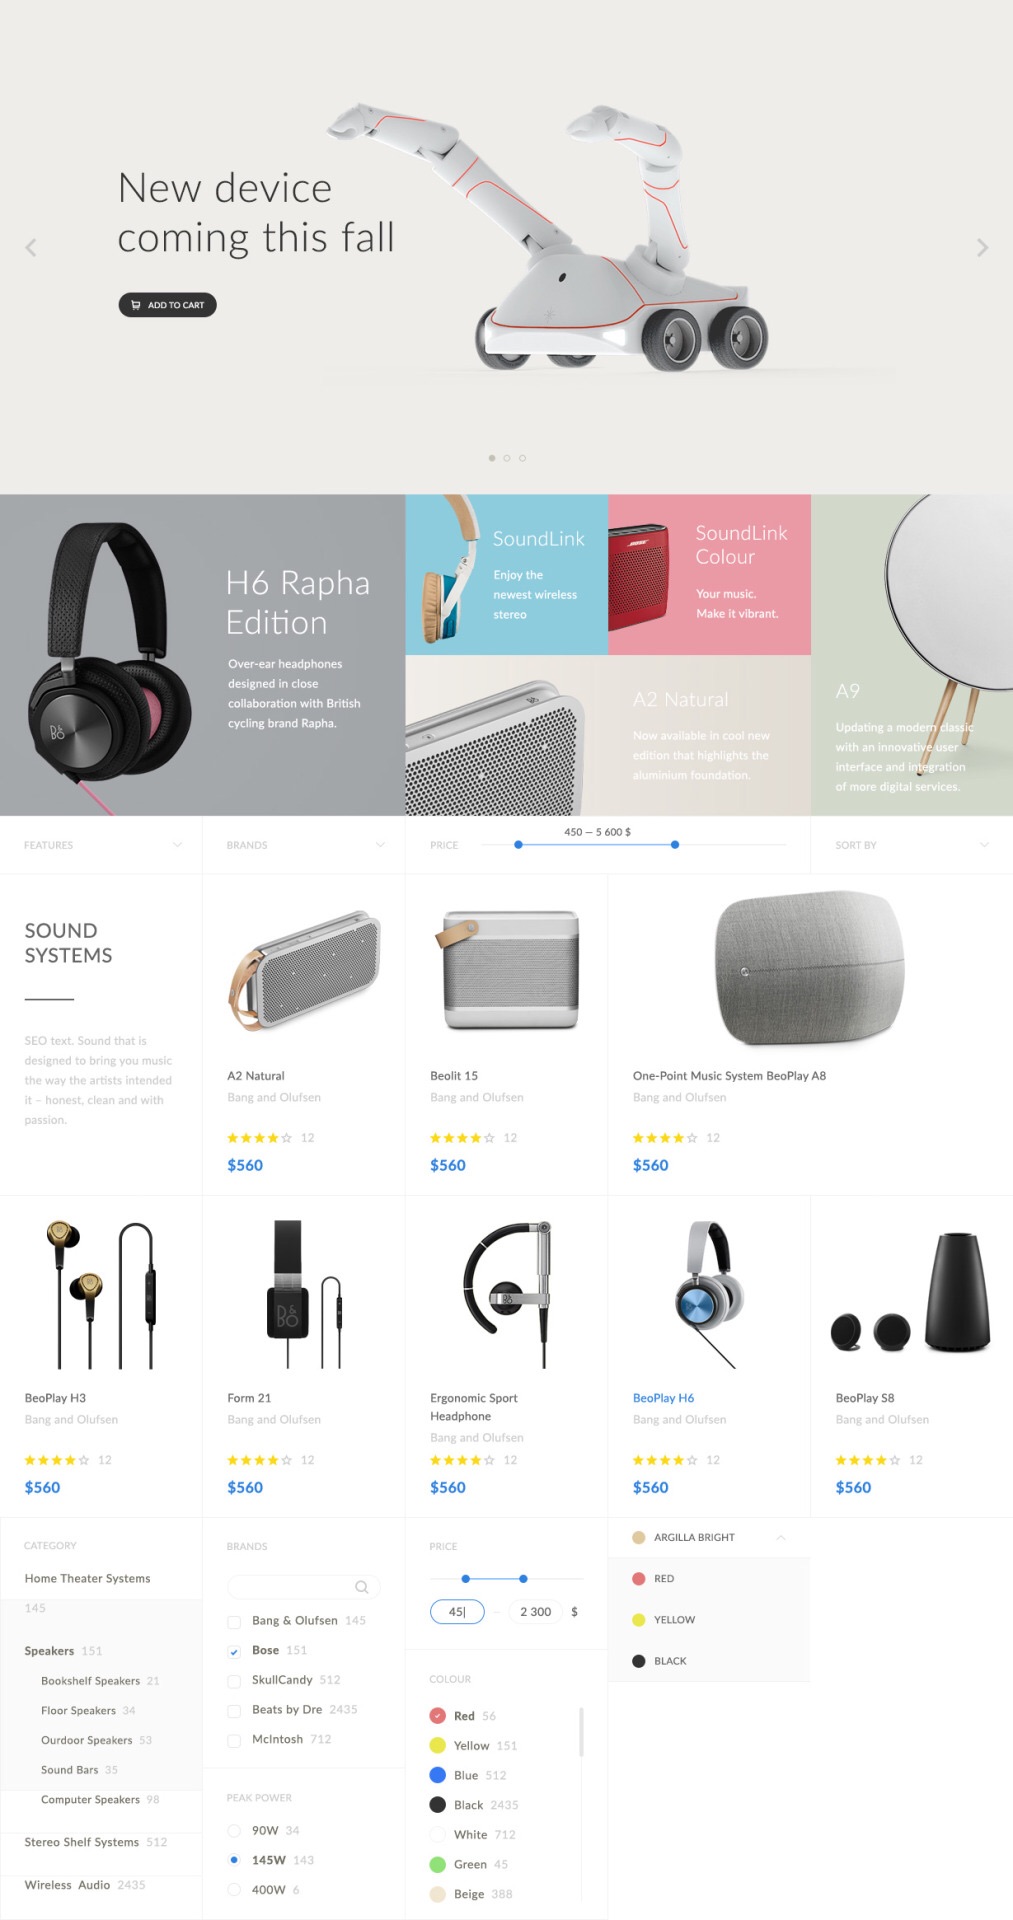 New device
coming this fall
ADD TO CART
H6 Rapha
Edition
Over-ear headphones
designed in close
collaboration with British
cycling brand Rapha.
B&O
SoundLink
Enjoy the
newest wireless
stereo
BOSE
SoundLink
Colour
Your music.
Make it vibrant.
A2 Natural
Now available in cool new
edition that highlights the
aluminium foundation.
A9
Updating a modern classic
with an innovative user
interface and integration
of more digital services.
FEATURES
BRANDS
PRICE
450 — 5 600 $
SORT BY
SOUND
SYSTEMS
SEO text. Sound that is
designed to bring you music
the way the artists intended
it – honest, clean and with
passion.
A2 Natural
Bang and Olufsen
12
$560
Beolit 15
Bang and Olufsen
12
$560
One-Point Music System BeoPlay A8
Bang and Olufsen
12
$560
BeoPlay H3
Bang and Olufsen
12
$560
B&O
Form 21
Bang and Olufsen
12
$560
Ergonomic Sport
Headphone
Bang and Olufsen
12
$560
BeoPlay H6
Bang and Olufsen
12
$560
BeoPlay S8
Bang and Olufsen
12
$560
CATEGORY
Home Theater Systems
145
Speakers 151
Bookshelf Speakers 21
Floor Speakers 34
Ourdoor Speakers 53
Sound Bars 35
Computer Speakers 98
Stereo Shelf Systems 512
Wireless Audio 2435
BRANDS
Bang & Olufsen 145
Bose 151
SkullCandy 512
Beats by Dre 2435
McIntosh 712
PEAK POWER
90W 34
145W 143
400W 6
PRICE
45 – 2 300 $
COLOUR
Red 56
Yellow 151
Blue 512
Black 2435
White 712
Green 45
Beige 388
ARGILLA BRIGHT
RED
YELLOW
BLACK